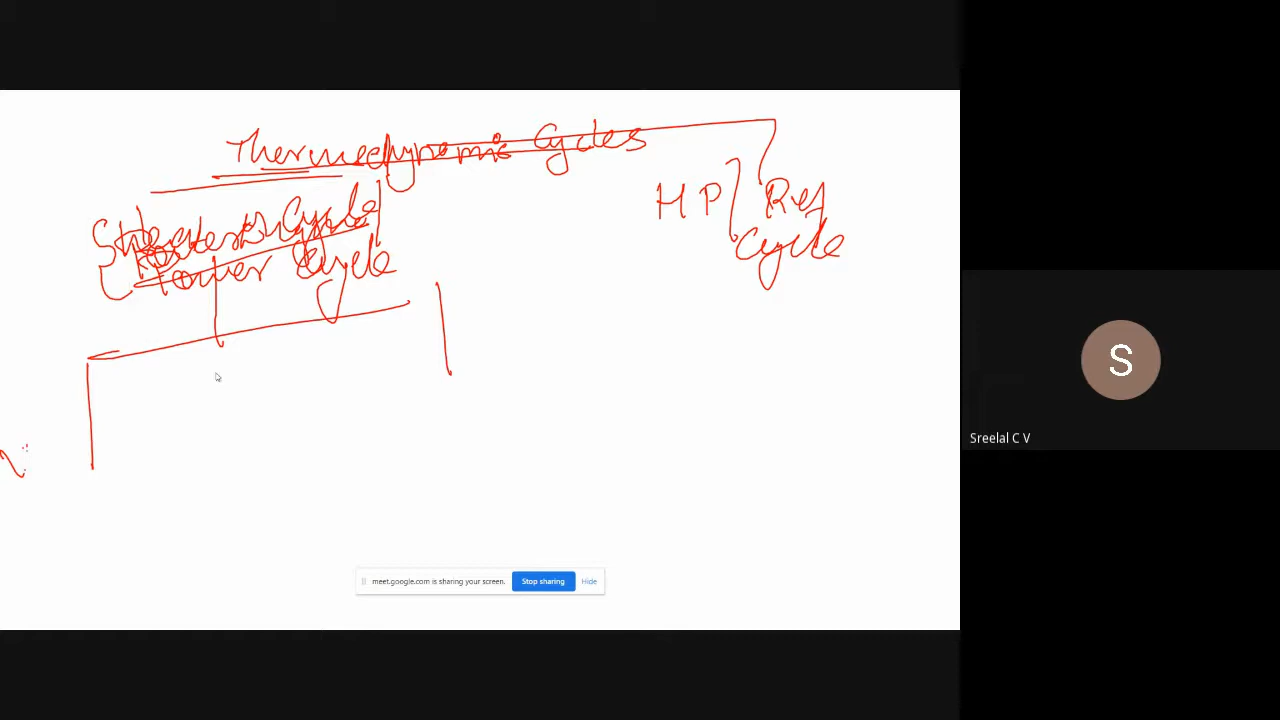 Thermodynamic Cycles
HP Ref
Cycle
Power Cycle
meet.google.com is sharing your screen. Stop sharing Hide
S
Sreelal C V